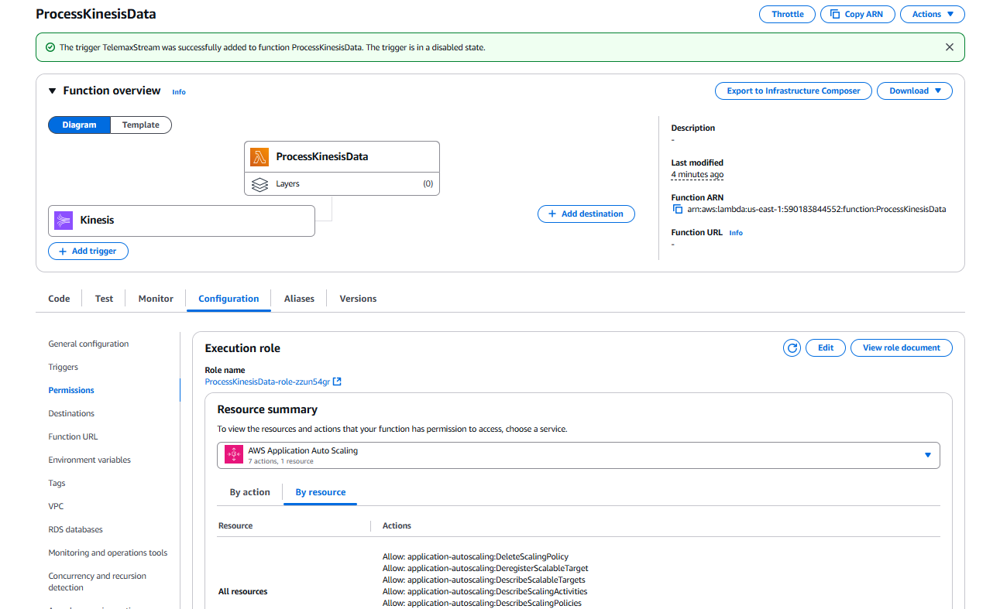 ProcessKinesisData
Throttle
Copy ARN
Actions
The trigger TelemaxStream was successfully added to function ProcessKinesisData. The trigger is in a disabled state.
Function overview
Info
Export to Infrastructure Composer
Download
Diagram
Template
ProcessKinesisData
Layers
(0)
Kinesis
Add trigger
Add destination
Description
-
Last modified
4 minutes ago
Function ARN
arn:aws:lambda:us-east-1:590183844552:function:ProcessKinesisData
Function URL Info
-
Code
Test
Monitor
Configuration
Aliases
Versions
General configuration
Triggers
Permissions
Destinations
Function URL
Environment variables
Tags
VPC
RDS databases
Monitoring and operations tools
Concurrency and recursion
detection
Execution role
Edit
View role document
Role name
ProcessKinesisData-role-zzun54gr
Resource summary
To view the resources and actions that your function has permission to access, choose a service.
AWS Application Auto Scaling
7 actions, 1 resource
By action
By resource
Resource
Actions
All resources
Allow: application-autoscaling:DeleteScalingPolicy
Allow: application-autoscaling:DeregisterScalableTarget
Allow: application-autoscaling:DescribeScalableTargets
Allow: application-autoscaling:DescribeScalingActivities
Allow: application-autoscaling:DescribeScalingPolicies